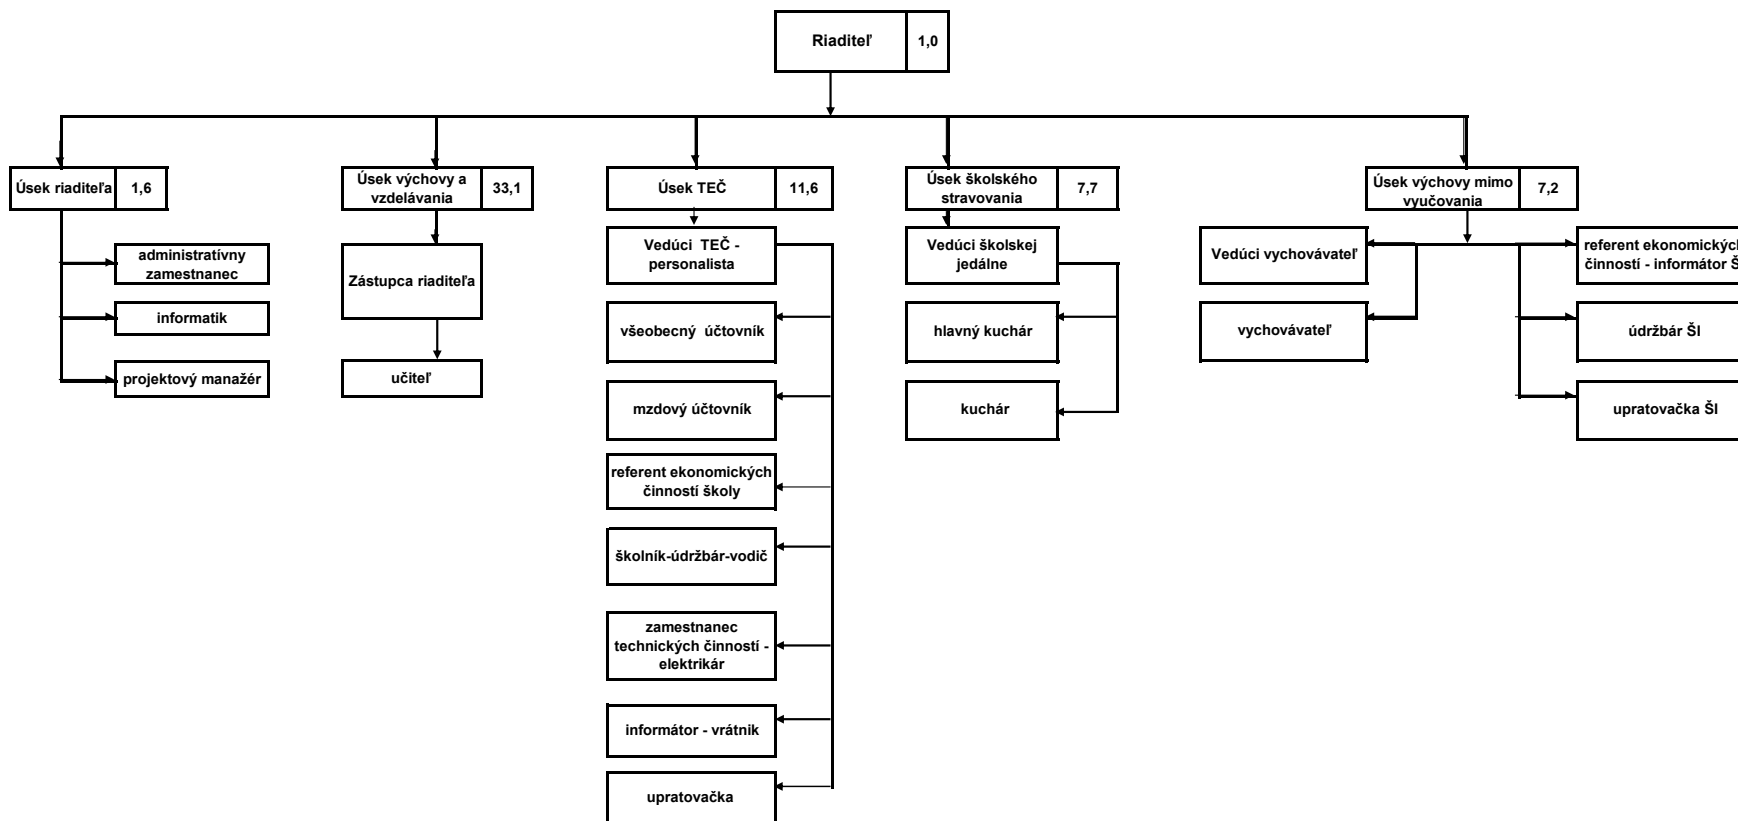 Riaditeľ 1,0
Úsek riaditeľa 1,6
Úsek výchovy a
vzdelávania 33,1
Úsek TEČ 11,6
Úsek školského
stravovania 7,7
Úsek výchovy mimo
vyučovania 7,2
administratívny
zamestnanec
informatik
projektový manažér
Zástupca riaditeľa
učiteľ
Vedúci TEČ -
personalista
všeobecný účtovník
mzdový účtovník
referent ekonomických
činností školy
školník-údržbár-vodič
zamestnanec
technických činností -
elektrikár
informátor - vrátnik
upratovačka
Vedúci školskej
jedálne
hlavný kuchár
kuchár
Vedúci vychovávateľ
vychovávateľ
referent ekonomických
činností - informátor Š
údržbár ŠI
upratovačka ŠI